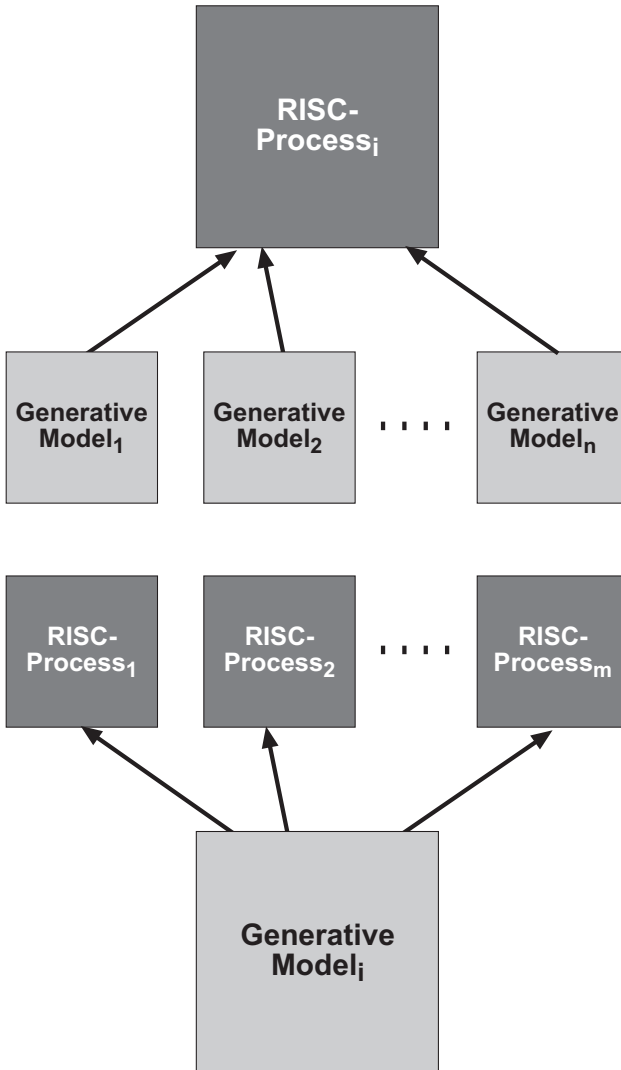 RISC-
Processi
Generative
Model1
Generative
Model2
Generative
Modeln
RISC-
Process1
RISC-
Process2
RISC-
Processm
Generative
Modeli